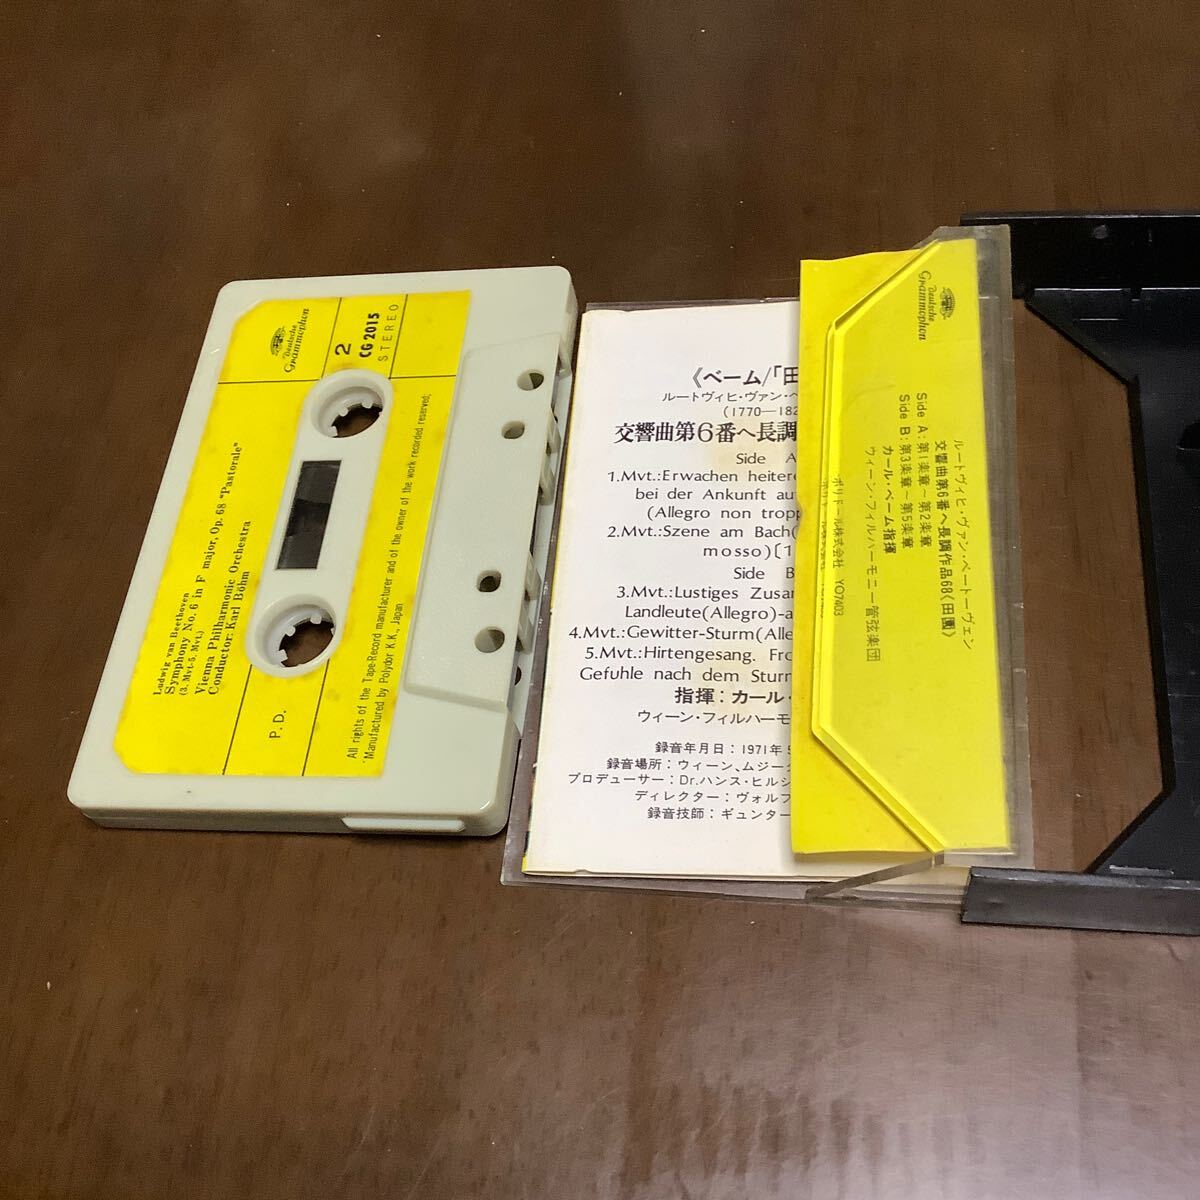 Deutsche
Grammophon
2
CG 2015
STEREO
Ludwig van Beethoven
Symphony No. 6 in F major, Op. 68 "Pastorale"
(3. Mvt-5. Mvt.)
Vienna Philharmonic Orchestra
Conductor: Karl Böhm
P.D.
All rights of the Tape-Record manufacturer and of the owner of the work recorded reserved;
Manufactured by Polydor K.K., Japan
《ベーム/「田
ルートヴィヒ・ヴァン・
(1770—182
交響曲第6番ヘ長調
Side A
1.Mvt.:Erwachen heitere
bei der Ankunft au
(Allegro non tropp
2.Mvt.:Szene am Bach(
mosso)〔1
Side B
3.Mvt.:Lustiges Zusam
Landleute(Allegro)-a
4.Mvt.:Gewitter-Sturm(Alle
5.Mvt.:Hirtengesang. Fro
Gefuhle nach dem Sturm
指揮:カール・
ウィーン・フィルハーモ
録音年月日:1971年5
録音場所:ウィーン、ムジーク
プロデューサー:Dr.ハンス・ヒルシ
ディレクター:ヴォルフ
録音技師:ギュンター
Deutsche
Grammophon
ルートヴィヒ・ヴァン・ベートーヴェン
交響曲第6番ヘ長調作品68《田園》
Side A:第1楽章〜第2楽章
Side B:第3楽章〜第5楽章
カール・ベーム指揮
ウィーン・フィルハーモニー管弦楽団
ポリドール株式会社 YO7403